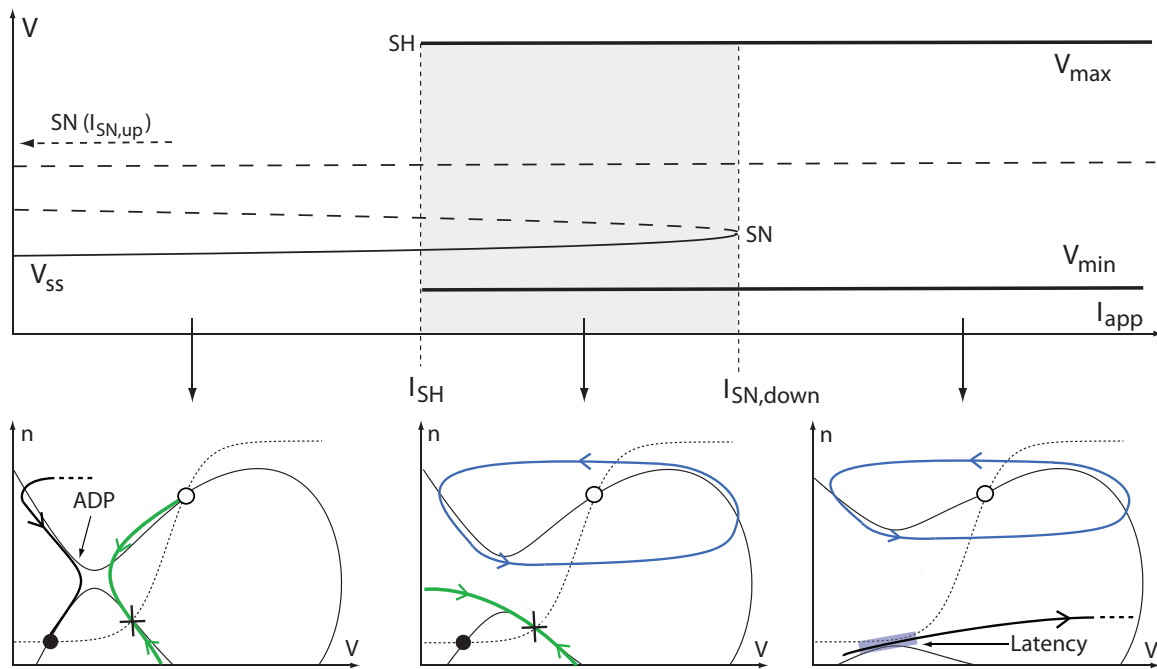 V
SH
V_max
SN (I_SN,up)
SN
V_ss
V_min
I_app
I_SH
I_SN,down
n
ADP
V
n
V
n
Latency
V